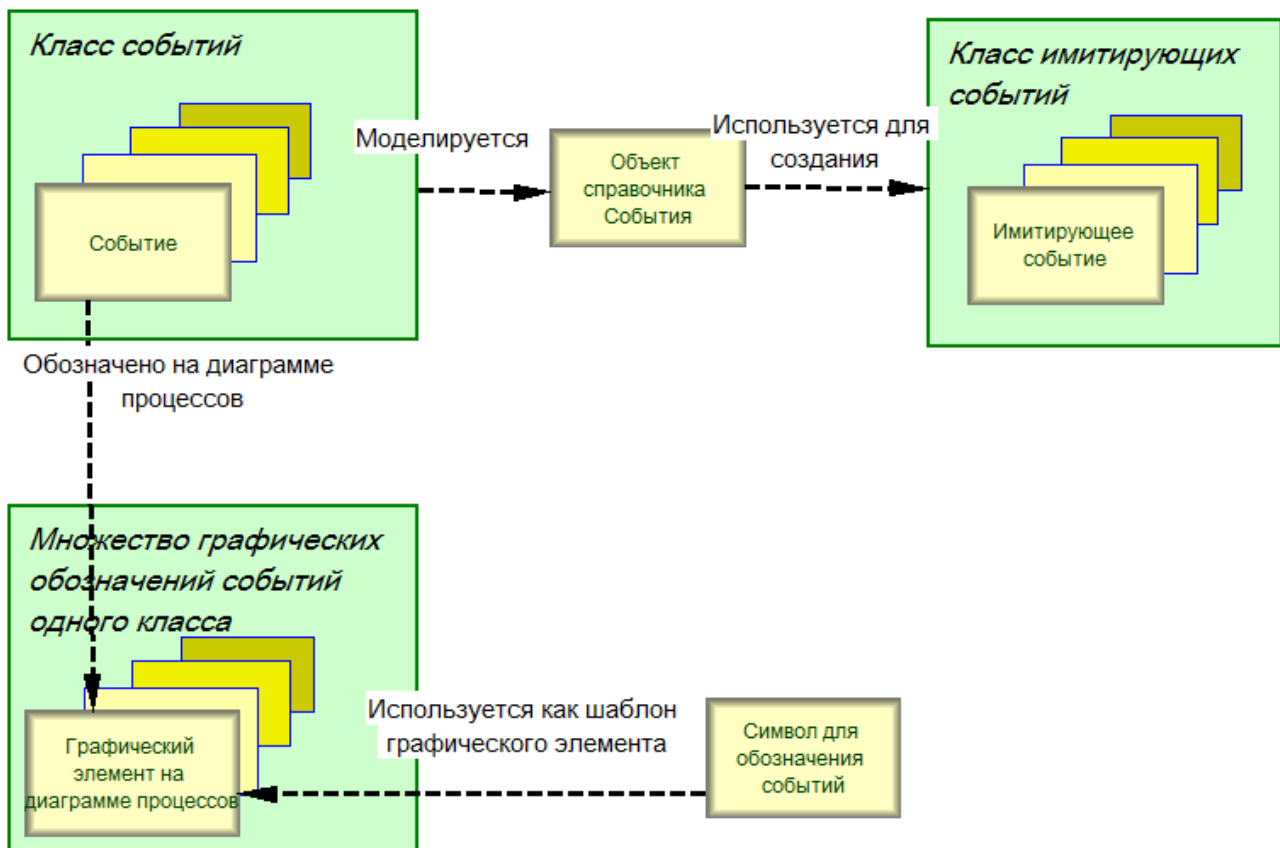 Класс событий
Событие
Моделируется
Объект
справочника
События
Используется для
создания
Класс имитирующих
событий
Имитирующее
событие
Обозначено на диаграмме
процессов
Множество графических
обозначений событий
одного класса
Графический
элемент на
диаграмме процессов
Используется как шаблон
графического элемента
Символ для
обозначения
событий